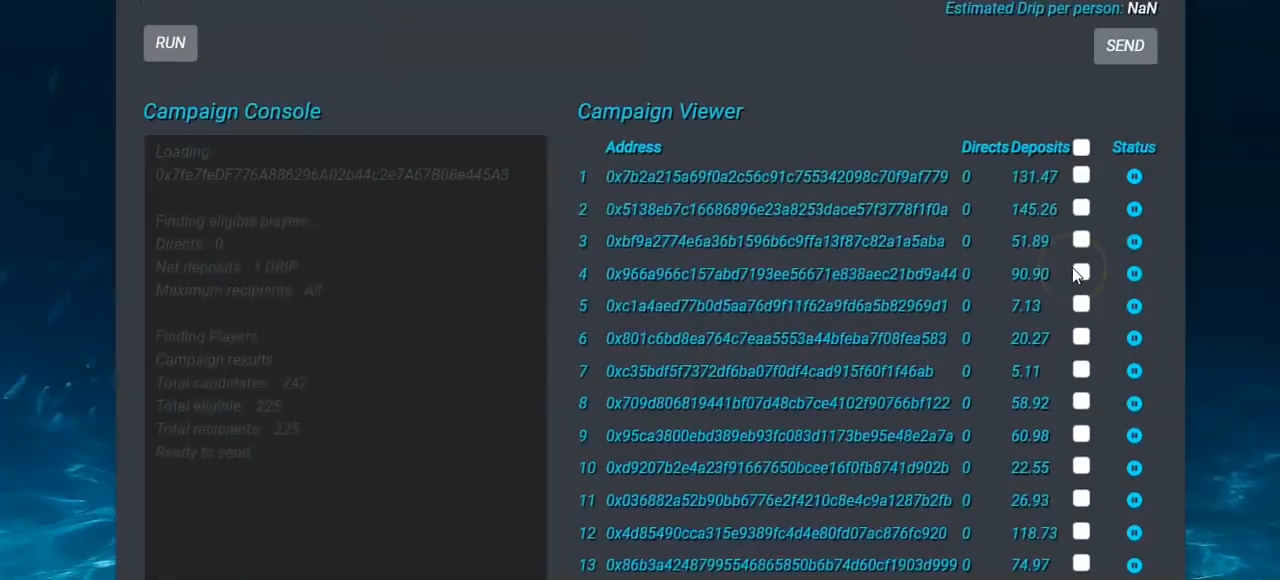 Estimated Drip per person: NaN
RUN
SEND
Campaign Console
Loading:
0x7fe7feDF776A886296A02b44c2e7A67B08e445A3
Finding eligible players...
Directs 0
Net deposits 1 DRIP
Maximum recipients All
Finding Players...
Campaign results
Total candidates: 247
Total eligible: 225
Total recipients: 225
Ready to send
Campaign Viewer
Address Directs Deposits Status
1 0x7b2a215a69f0a2c56c91c755342098c70f9af779 0 131.47
2 0x5138eb7c16686896e23a8253dace57f3778f1f0a 0 145.26
3 0xbf9a2774e6a36b1596b6c9ffa13f87c82a1a5aba 0 51.89
4 0x966a966c157abd7193ee56671e838aec21bd9a44 0 90.90
5 0xc1a4aed77b0d5aa76d9f11f62a9fd6a5b82969d1 0 7.13
6 0x801c6bd8ea764c7eaa5553a44bfeba7f08fea583 0 20.27
7 0xc35bdf5f7372df6ba07f0df4cad915f60f1f46ab 0 5.11
8 0x709d806819441bf07d48cb7ce4102f90766bf122 0 58.92
9 0x95ca3800ebd389eb93fc083d1173be95e48e2a7a 0 60.98
10 0xd9207b2e4a23f91667650bcee16f0fb8741d902b 0 22.55
11 0x036882a52b90bb6776e2f4210c8e4c9a1287b2fb 0 26.93
12 0x4d85490cca315e9389fc4d4e80fd07ac876fc920 0 118.73
13 0x86b3a42487995546865850b6b74d60cf1903d999 0 74.97